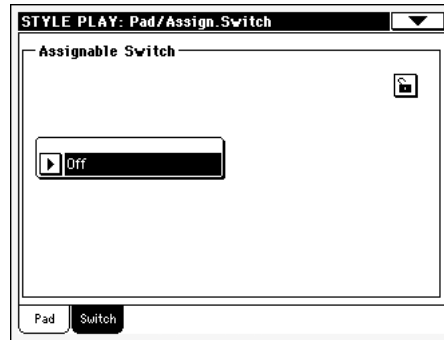 STYLE PLAY: Pad/Assign.Switch
Assignable Switch
Off
Pad
Switch